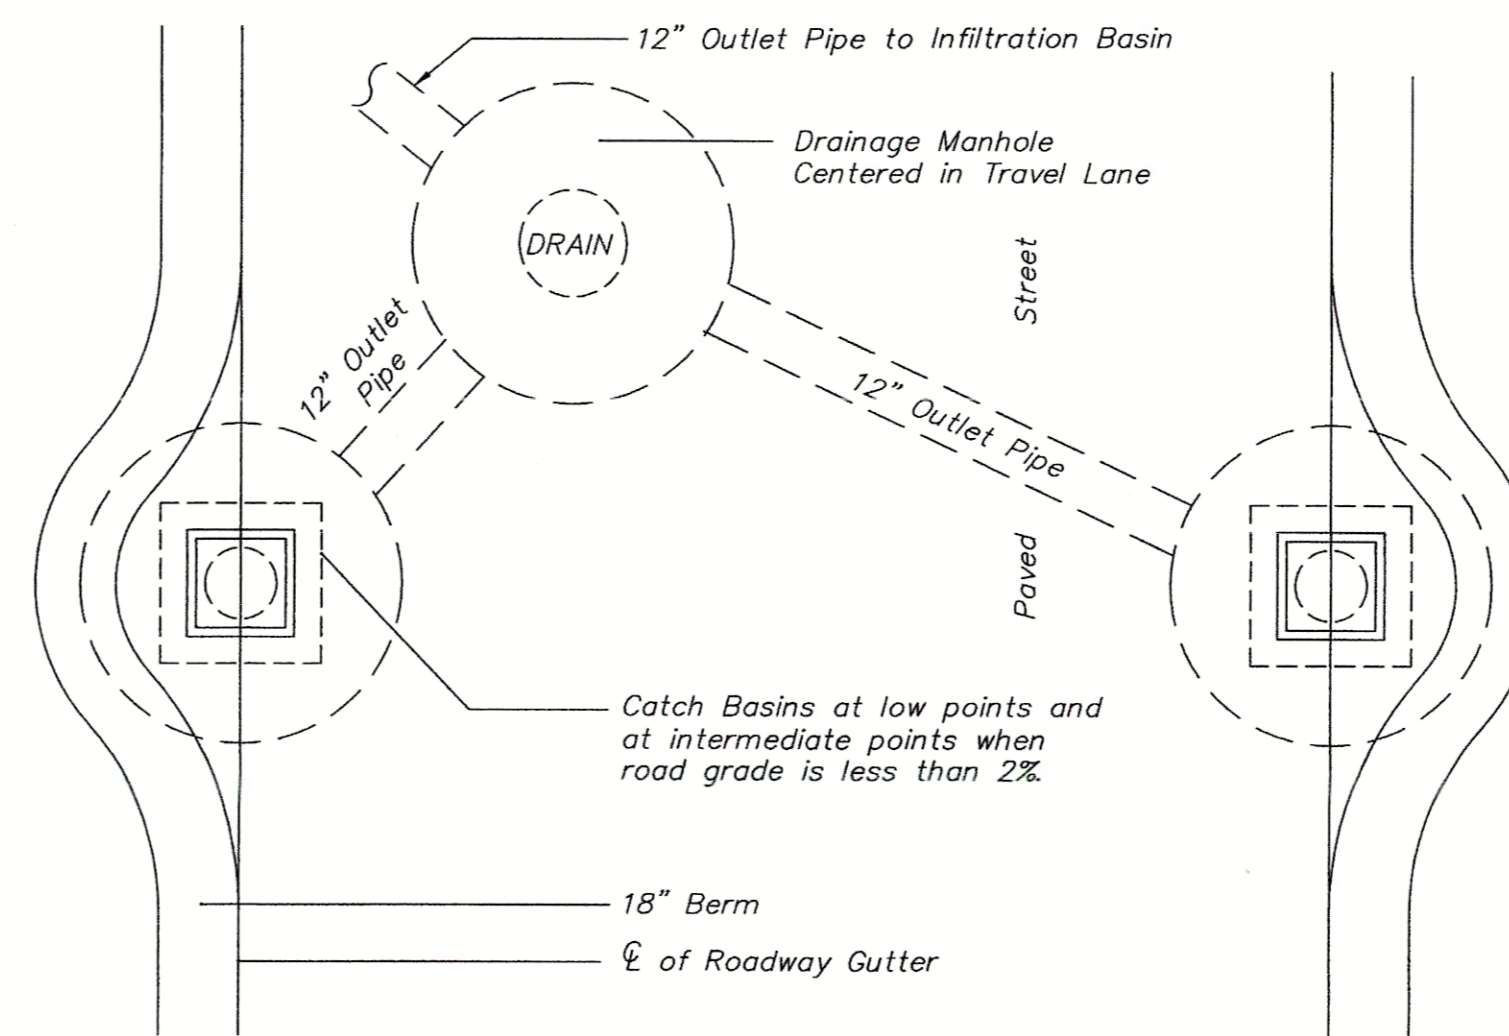 12" Outlet Pipe to Infiltration Basin
Drainage Manhole
Centered in Travel Lane
DRAIN
Street
12" Outlet
Pipe
12" Outlet Pipe
Paved
Catch Basins at low points and
at intermediate points when
road grade is less than 2%.
18" Berm
℄ of Roadway Gutter